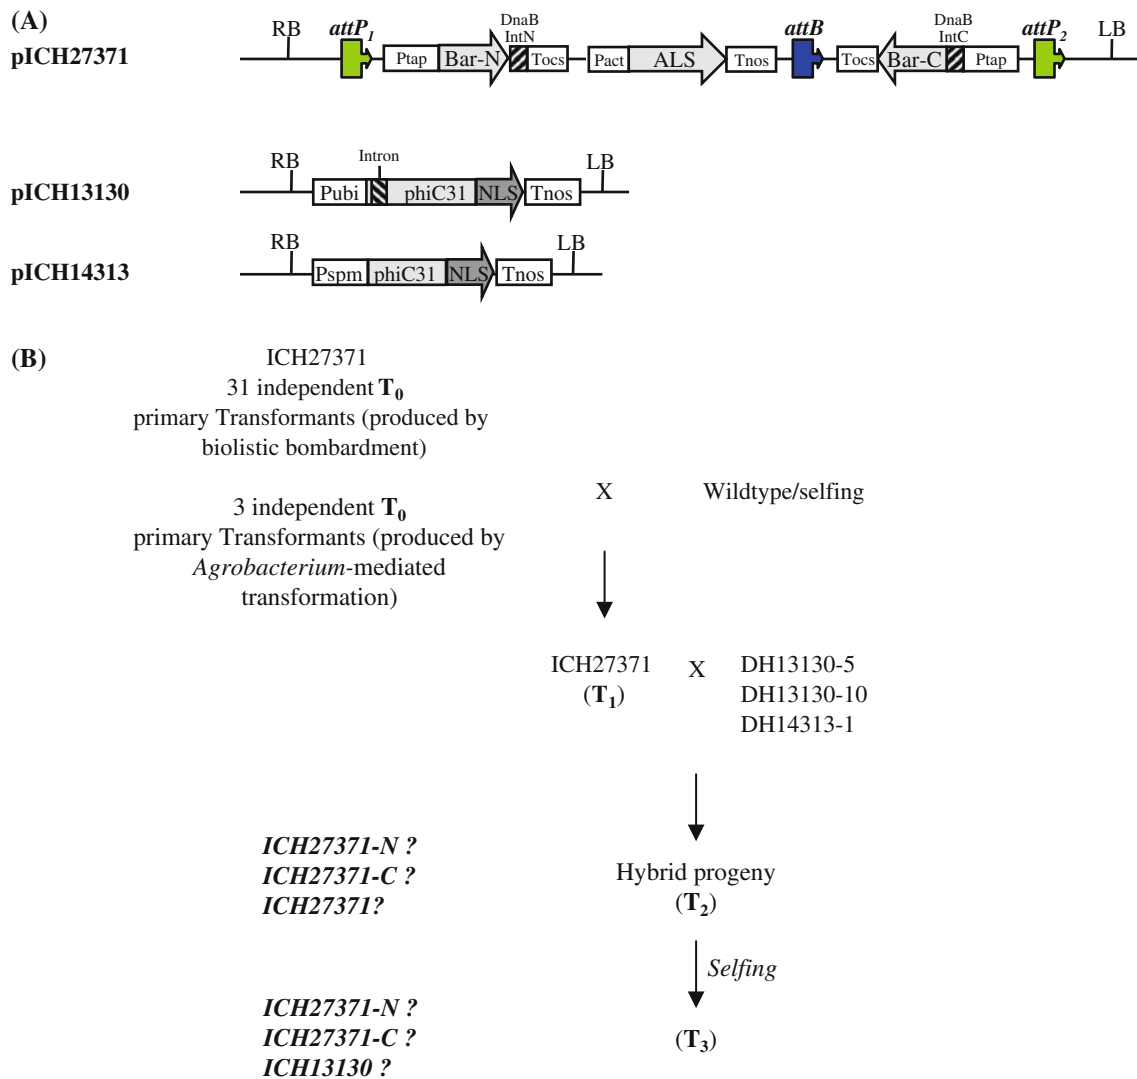 (A)
RB attP1 DnaB IntN attB DnaB IntC attP2 LB
pICH27371 Ptap Bar-N Tocs Pact ALS Tnos Tocs Bar-C Ptap
RB Intron LB
pICH13130 Pubi phiC31 NLS Tnos
RB LB
pICH14313 Pspm phiC31 NLS Tnos
(B)
ICH27371
31 independent T0
primary Transformants (produced by
biolistic bombardment)
X Wildtype/selfing
3 independent T0
primary Transformants (produced by
Agrobacterium-mediated
transformation)
ICH27371 X DH13130-5
(T1) DH13130-10
DH14313-1
ICH27371-N ?
ICH27371-C ? Hybrid progeny
ICH27371? (T2)
Selfing
ICH27371-N ?
ICH27371-C ? (T3)
ICH13130 ?